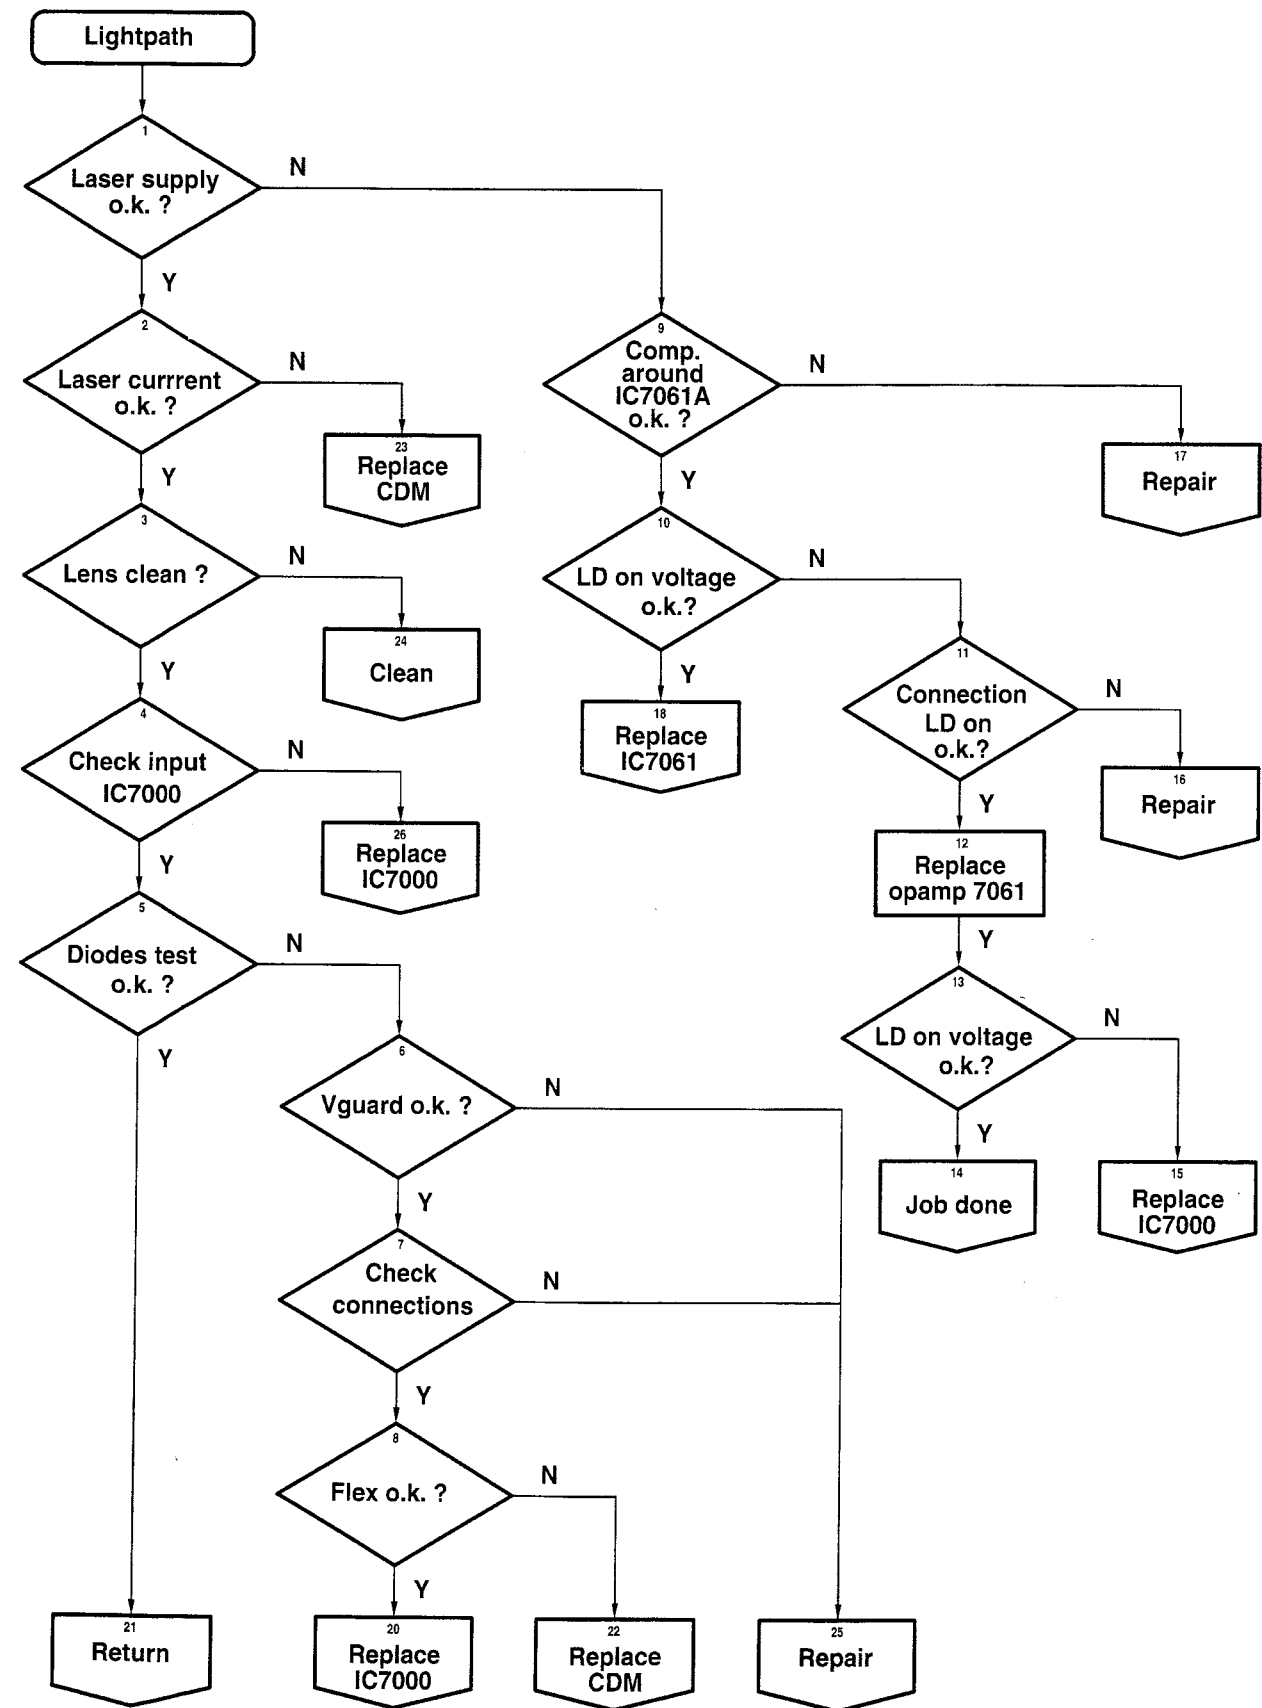 Lightpath
1
Laser supply
o.k. ?
N
Y
2
Laser currrent
o.k. ?
N
Y
23
Replace
CDM
3
Lens clean ?
N
Y
24
Clean
4
Check input
IC7000
N
Y
26
Replace
IC7000
5
Diodes test
o.k. ?
N
Y
6
Vguard o.k. ?
N
Y
7
Check
connections
N
Y
8
Flex o.k. ?
N
Y
21
Return
20
Replace
IC7000
22
Replace
CDM
25
Repair
9
Comp.
around
IC7061A
o.k. ?
N
Y
17
Repair
10
LD on voltage
o.k.?
N
Y
18
Replace
IC7061
11
Connection
LD on
o.k.?
N
Y
16
Repair
12
Replace
opamp 7061
Y
13
LD on voltage
o.k.?
N
Y
14
Job done
15
Replace
IC7000